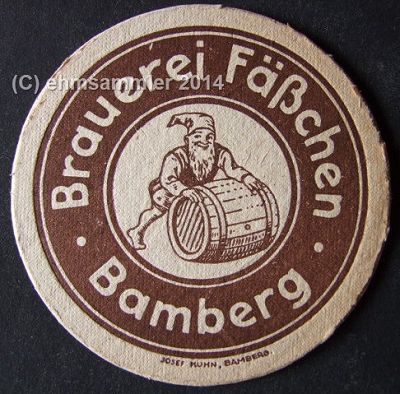 (C) ehmsammler 2014
Brauerei Fäßchen
· Bamberg ·
JOSEF KUHN, BAMBERG